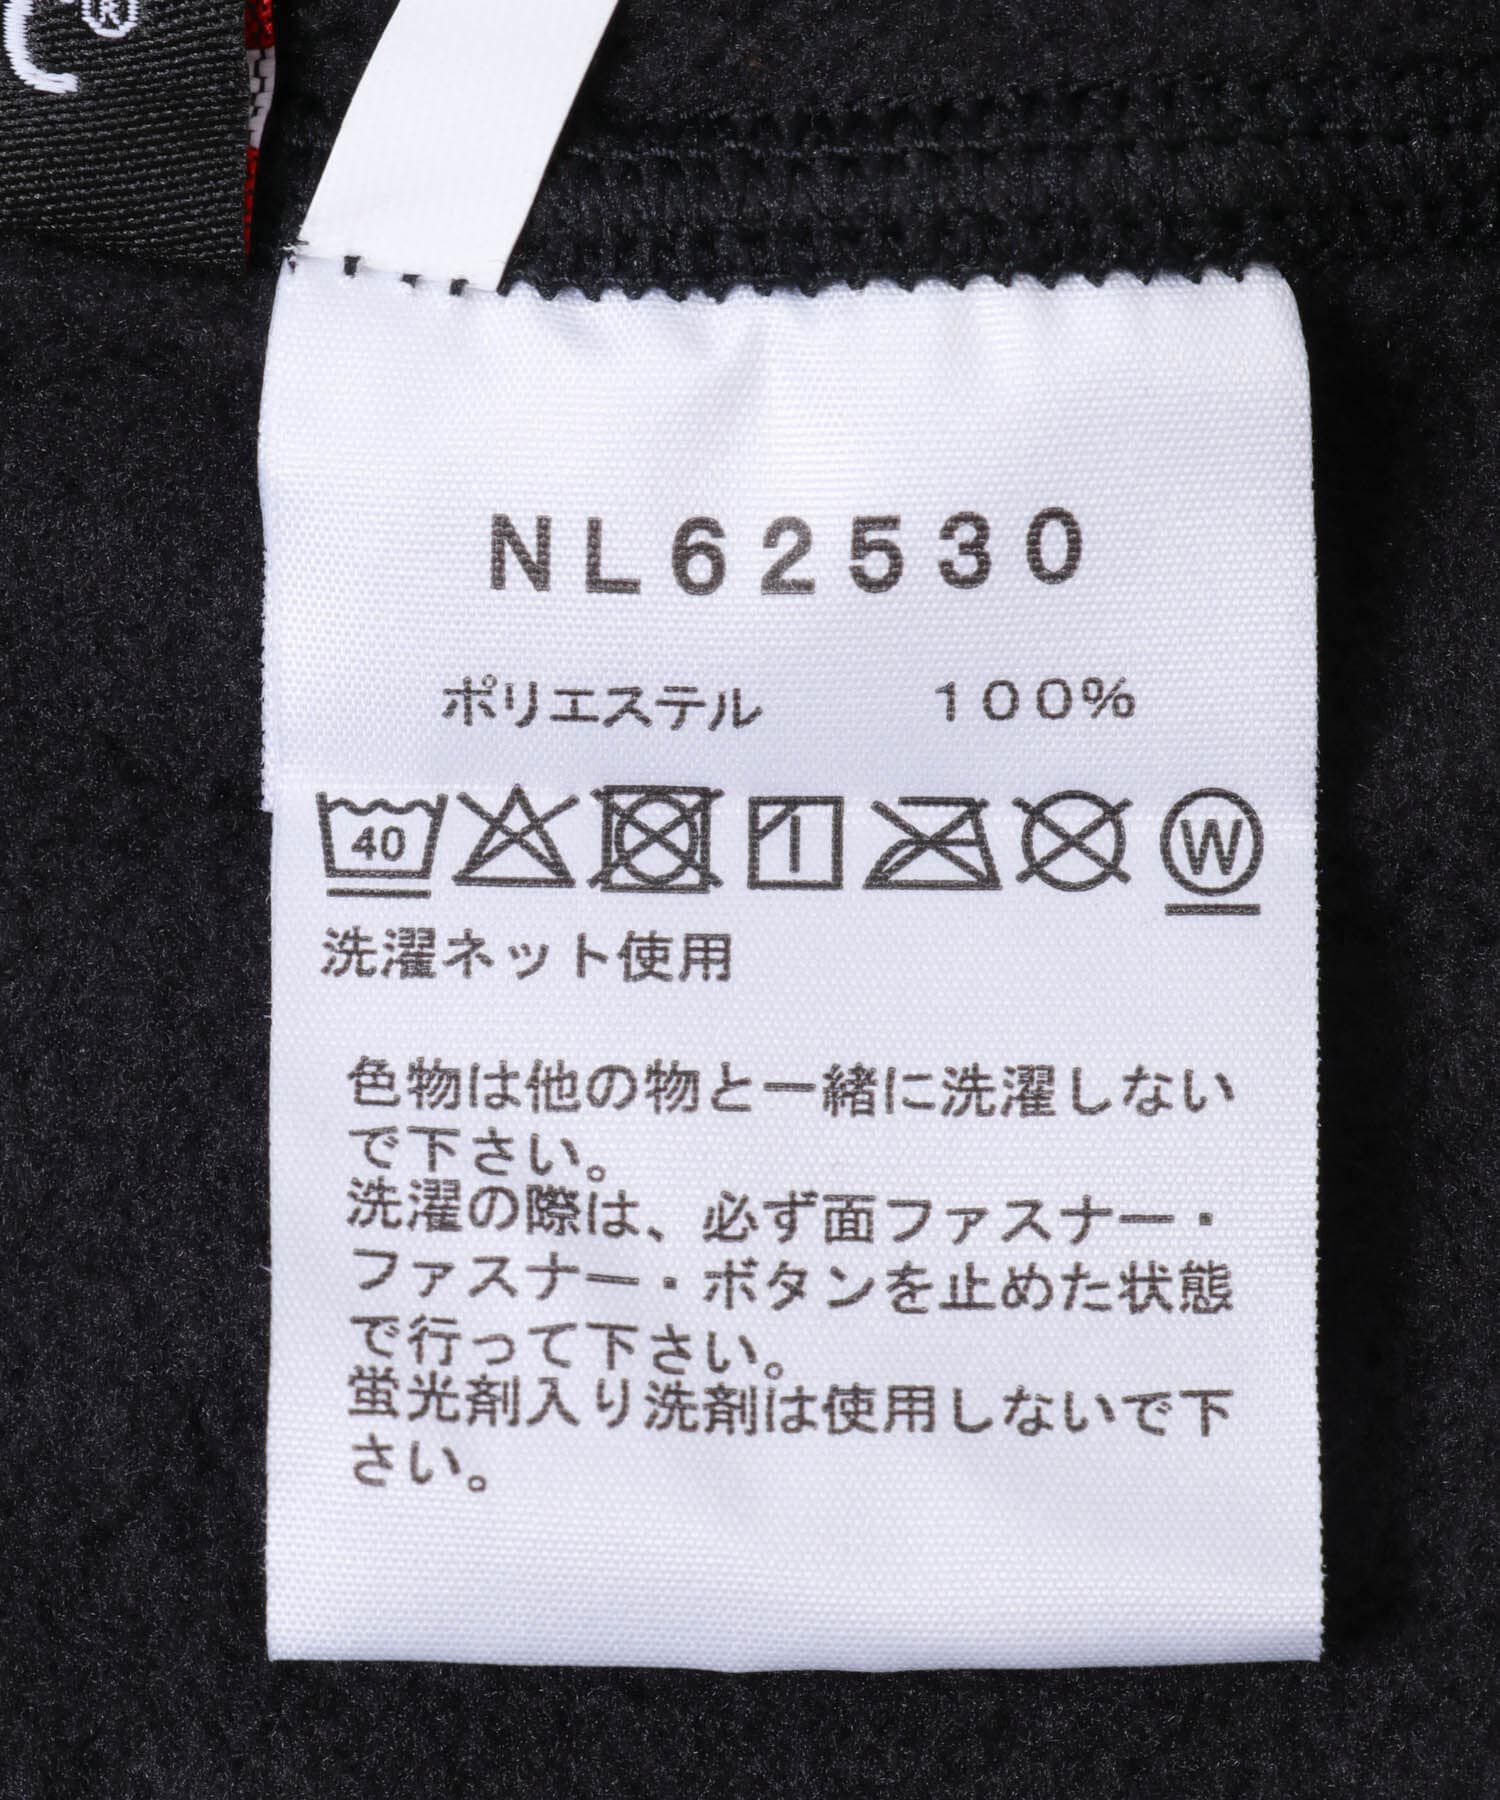 ®
NL62530
ポリエステル 100%
40 W
洗濯ネット使用
色物は他の物と一緒に洗濯しない
で下さい。
洗濯の際は、必ず面ファスナー・
ファスナー・ボタンを止めた状態
で行って下さい。
蛍光剤入り洗剤は使用しないで下
さい。